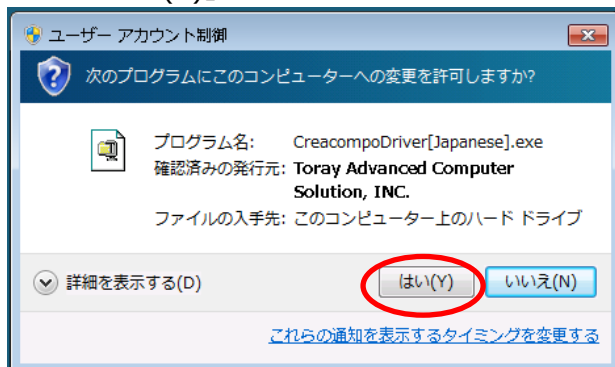 ユーザー アカウント制御
次のプログラムにこのコンピューターへの変更を許可しますか?
プログラム名: CreacompoDriver[Japanese].exe
確認済みの発行元: Toray Advanced Computer
Solution, INC.
ファイルの入手先: このコンピューター上のハード ドライブ
詳細を表示する(D)
はい(Y)
いいえ(N)
これらの通知を表示するタイミングを変更する